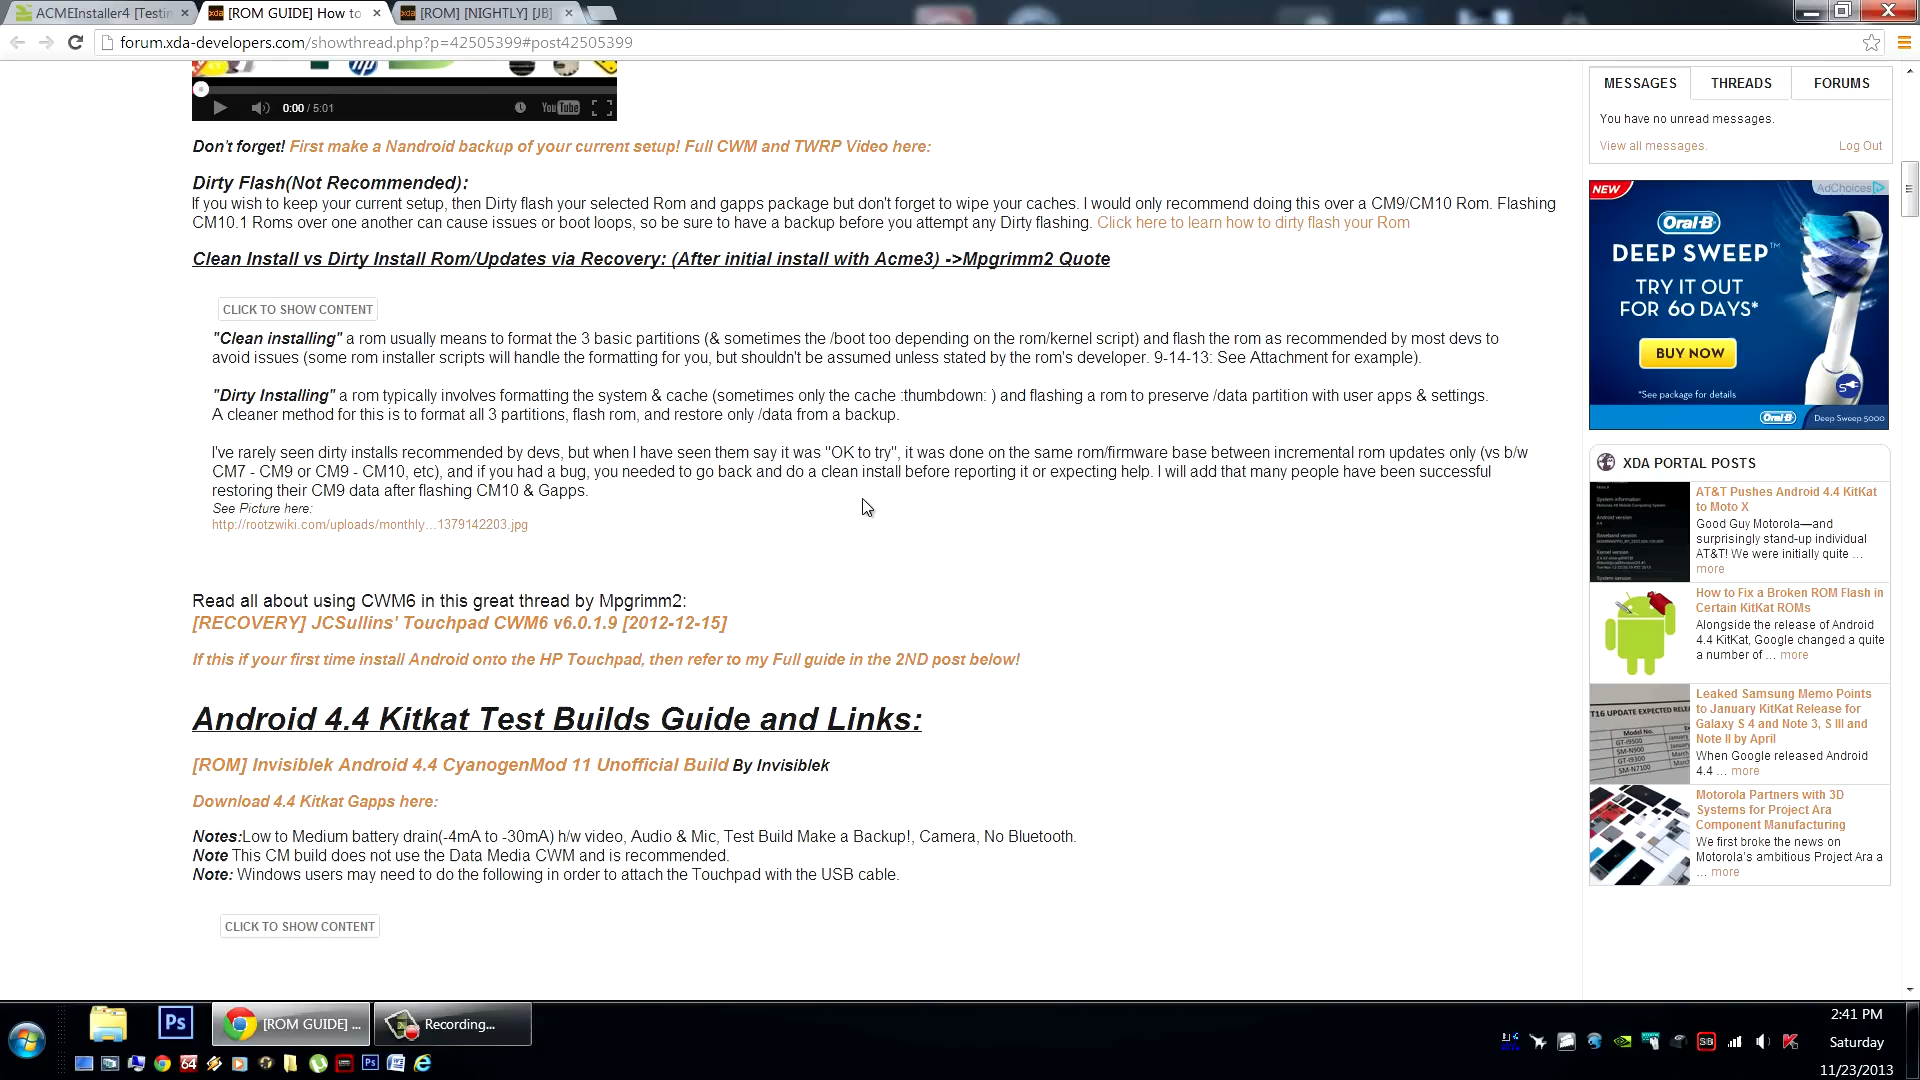 ACMEInstaller4 [Testin
[ROM GUIDE] How to
[ROM] [NIGHTLY] [JB]
forum.xda-developers.com/showthread.php?p=42505399#post42505399
hp
0:00 / 5:01
YouTube
Don't forget! First make a Nandroid backup of your current setup! Full CWM and TWRP Video here:
Dirty Flash(Not Recommended):
If you wish to keep your current setup, then Dirty flash your selected Rom and gapps package but don't forget to wipe your caches. I would only recommend doing this over a CM9/CM10 Rom. Flashing
CM10.1 Roms over one another can cause issues or boot loops, so be sure to have a backup before you attempt any Dirty flashing. Click here to learn how to dirty flash your Rom
Clean Install vs Dirty Install Rom/Updates via Recovery: (After initial install with Acme3) ->Mpgrimm2 Quote
CLICK TO SHOW CONTENT
"Clean installing" a rom usually means to format the 3 basic partitions (& sometimes the /boot too depending on the rom/kernel script) and flash the rom as recommended by most devs to
avoid issues (some rom installer scripts will handle the formatting for you, but shouldn't be assumed unless stated by the rom's developer. 9-14-13: See Attachment for example).
"Dirty Installing" a rom typically involves formatting the system & cache (sometimes only the cache :thumbdown: ) and flashing a rom to preserve /data partition with user apps & settings.
A cleaner method for this is to format all 3 partitions, flash rom, and restore only /data from a backup.
I've rarely seen dirty installs recommended by devs, but when I have seen them say it was "OK to try", it was done on the same rom/firmware base between incremental rom updates only (vs b/w
CM7 - CM9 or CM9 - CM10, etc), and if you had a bug, you needed to go back and do a clean install before reporting it or expecting help. I will add that many people have been successful
restoring their CM9 data after flashing CM10 & Gapps.
See Picture here:
http://rootzwiki.com/uploads/monthly...1379142203.jpg
Read all about using CWM6 in this great thread by Mpgrimm2:
[RECOVERY] JCSullins' Touchpad CWM6 v6.0.1.9 [2012-12-15]
If this if your first time install Android onto the HP Touchpad, then refer to my Full guide in the 2ND post below!
Android 4.4 Kitkat Test Builds Guide and Links:
[ROM] Invisiblek Android 4.4 CyanogenMod 11 Unofficial Build By Invisiblek
Download 4.4 Kitkat Gapps here:
Notes:Low to Medium battery drain(-4mA to -30mA) h/w video, Audio & Mic, Test Build Make a Backup!, Camera, No Bluetooth.
Note This CM build does not use the Data Media CWM and is recommended.
Note: Windows users may need to do the following in order to attach the Touchpad with the USB cable.
CLICK TO SHOW CONTENT
MESSAGES THREADS FORUMS
You have no unread messages.
View all messages. Log Out
NEW
AdChoices
Oral-B
DEEP SWEEP™
TRY IT OUT
FOR 60 DAYS*
BUY NOW
*See package for details
Oral-B Deep Sweep 5000
XDA PORTAL POSTS
AT&T Pushes Android 4.4 KitKat
to Moto X
Good Guy Motorola—and
surprisingly stand-up individual
AT&T! We were initially quite ...
more
How to Fix a Broken ROM Flash in
Certain KitKat ROMs
Alongside the release of Android
4.4 KitKat, Google changed a quite
a number of ... more
Leaked Samsung Memo Points
to January KitKat Release for
Galaxy S 4 and Note 3, S III and
Note II by April
When Google released Android
4.4 ... more
Motorola Partners with 3D
Systems for Project Ara
Component Manufacturing
We first broke the news on
Motorola's ambitious Project Ara a
... more
Ps
[ROM GUIDE] ...
Recording...
64
2:41 PM
Saturday
11/23/2013